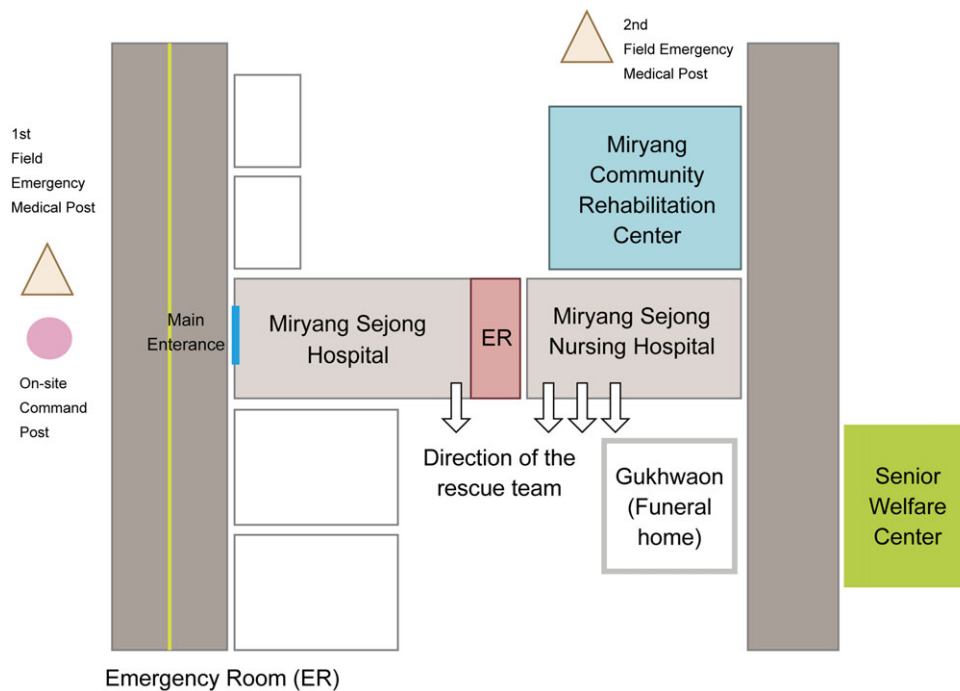 2nd
Field Emergency
Medical Post
1st
Field
Emergency
Medical Post
Miryang
Community
Rehabilitation
Center
Main
Enterance
Miryang Sejong
Hospital
ER
Miryang Sejong
Nursing Hospital
On-site
Command
Post
Direction of the
rescue team
Gukhwaon
(Funeral
home)
Senior
Welfare
Center
Emergency Room (ER)